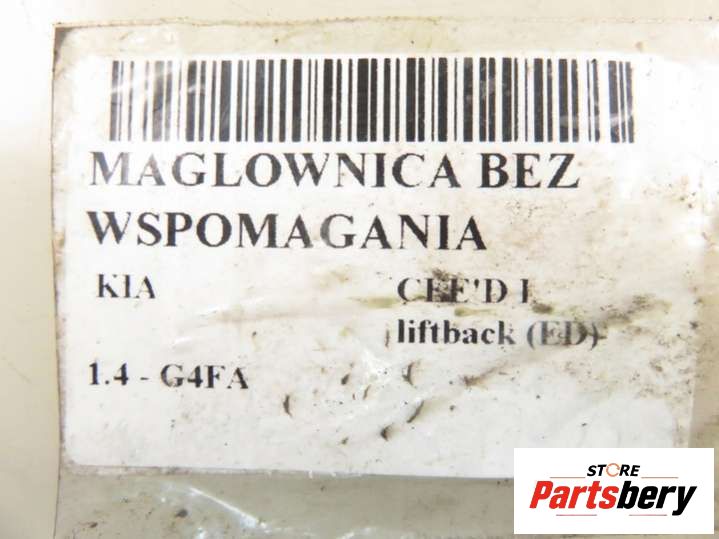 MAGLOWNICA BEZ
WSPOMAGANIA
KIA CEE'D I
liftback (ED)
1.4 - G4FA
STORE
Partsbery